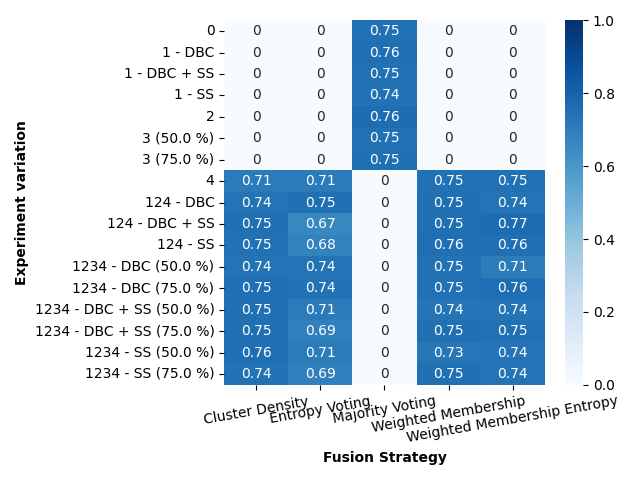 0 0 0 0.75 0 0
1 - DBC 0 0 0.76 0 0
1 - DBC + SS 0 0 0.75 0 0
1 - SS 0 0 0.74 0 0
2 0 0 0.76 0 0
3 (50.0 %) 0 0 0.75 0 0
3 (75.0 %) 0 0 0.75 0 0
4 0.71 0.71 0 0.75 0.75
124 - DBC 0.74 0.75 0 0.75 0.74
124 - DBC + SS 0.75 0.67 0 0.75 0.77
124 - SS 0.75 0.68 0 0.76 0.76
1234 - DBC (50.0 %) 0.74 0.74 0 0.75 0.71
1234 - DBC (75.0 %) 0.75 0.74 0 0.75 0.76
1234 - DBC + SS (50.0 %) 0.75 0.71 0 0.74 0.74
1234 - DBC + SS (75.0 %) 0.75 0.69 0 0.75 0.75
1234 - SS (50.0 %) 0.76 0.71 0 0.73 0.74
1234 - SS (75.0 %) 0.74 0.69 0 0.75 0.74
Experiment variation
Cluster Density
Entropy Voting
Majority Voting
Weighted Membership
Weighted Membership Entropy
Fusion Strategy
1.0
0.8
0.6
0.4
0.2
0.0